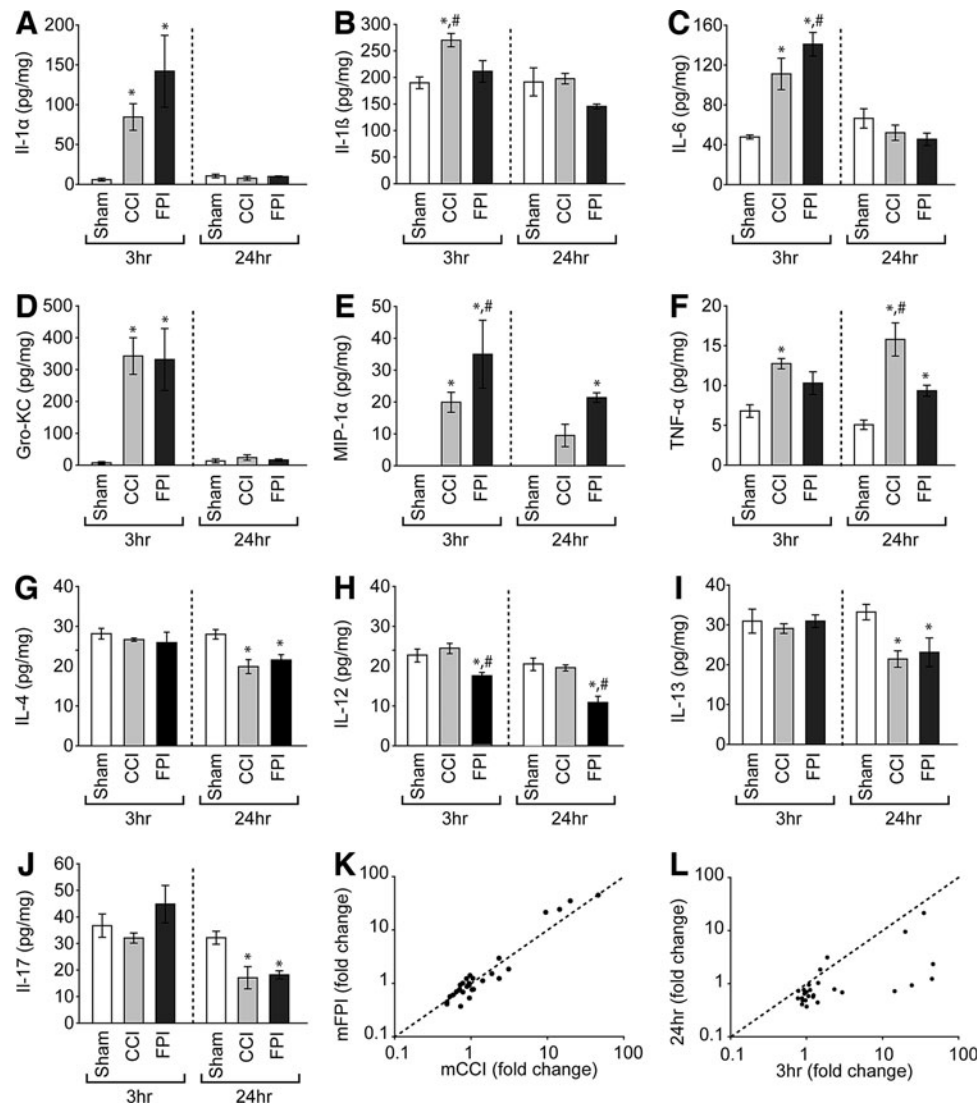 A
Il-1α (pg/mg)
200
150
100
50
0
*
*
Sham
CCI
FPI
Sham
CCI
FPI
3hr
24hr
B
Il-1ß (pg/mg)
300
250
200
150
100
50
0
*,#
Sham
CCI
FPI
Sham
CCI
FPI
3hr
24hr
C
IL-6 (pg/mg)
160
120
80
40
0
*
*,#
Sham
CCI
FPI
Sham
CCI
FPI
3hr
24hr
D
Gro-KC (pg/mg)
500
400
300
200
100
0
*
*
Sham
CCI
FPI
Sham
CCI
FPI
3hr
24hr
E
MIP-1α (pg/mg)
50
40
30
20
10
0
*
*,#
*
Sham
CCI
FPI
Sham
CCI
FPI
3hr
24hr
F
TNF-α (pg/mg)
20
15
10
5
0
*
*,#
*
Sham
CCI
FPI
Sham
CCI
FPI
3hr
24hr
G
IL-4 (pg/mg)
40
30
20
10
0
*
*
Sham
CCI
FPI
Sham
CCI
FPI
3hr
24hr
H
IL-12 (pg/mg)
40
30
20
10
0
*,#
*,#
Sham
CCI
FPI
Sham
CCI
FPI
3hr
24hr
I
IL-13 (pg/mg)
40
30
20
10
0
*
*
Sham
CCI
FPI
Sham
CCI
FPI
3hr
24hr
J
Il-17 (pg/mg)
60
50
40
30
20
10
0
*
*
Sham
CCI
FPI
Sham
CCI
FPI
3hr
24hr
K
mFPI (fold change)
100
10
1
0.1
0.1
1
10
100
mCCI (fold change)
L
24hr (fold change)
100
10
1
0.1
0.1
1
10
100
3hr (fold change)